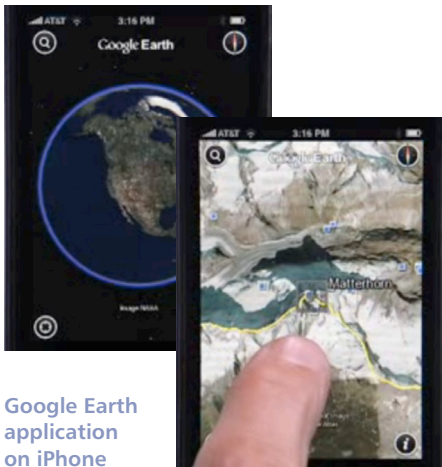 AT&T 3:16 PM
Google Earth
Image NASA
AT&T 3:16 PM
Google Earth
Matterhorn
Google Earth
application
on iPhone